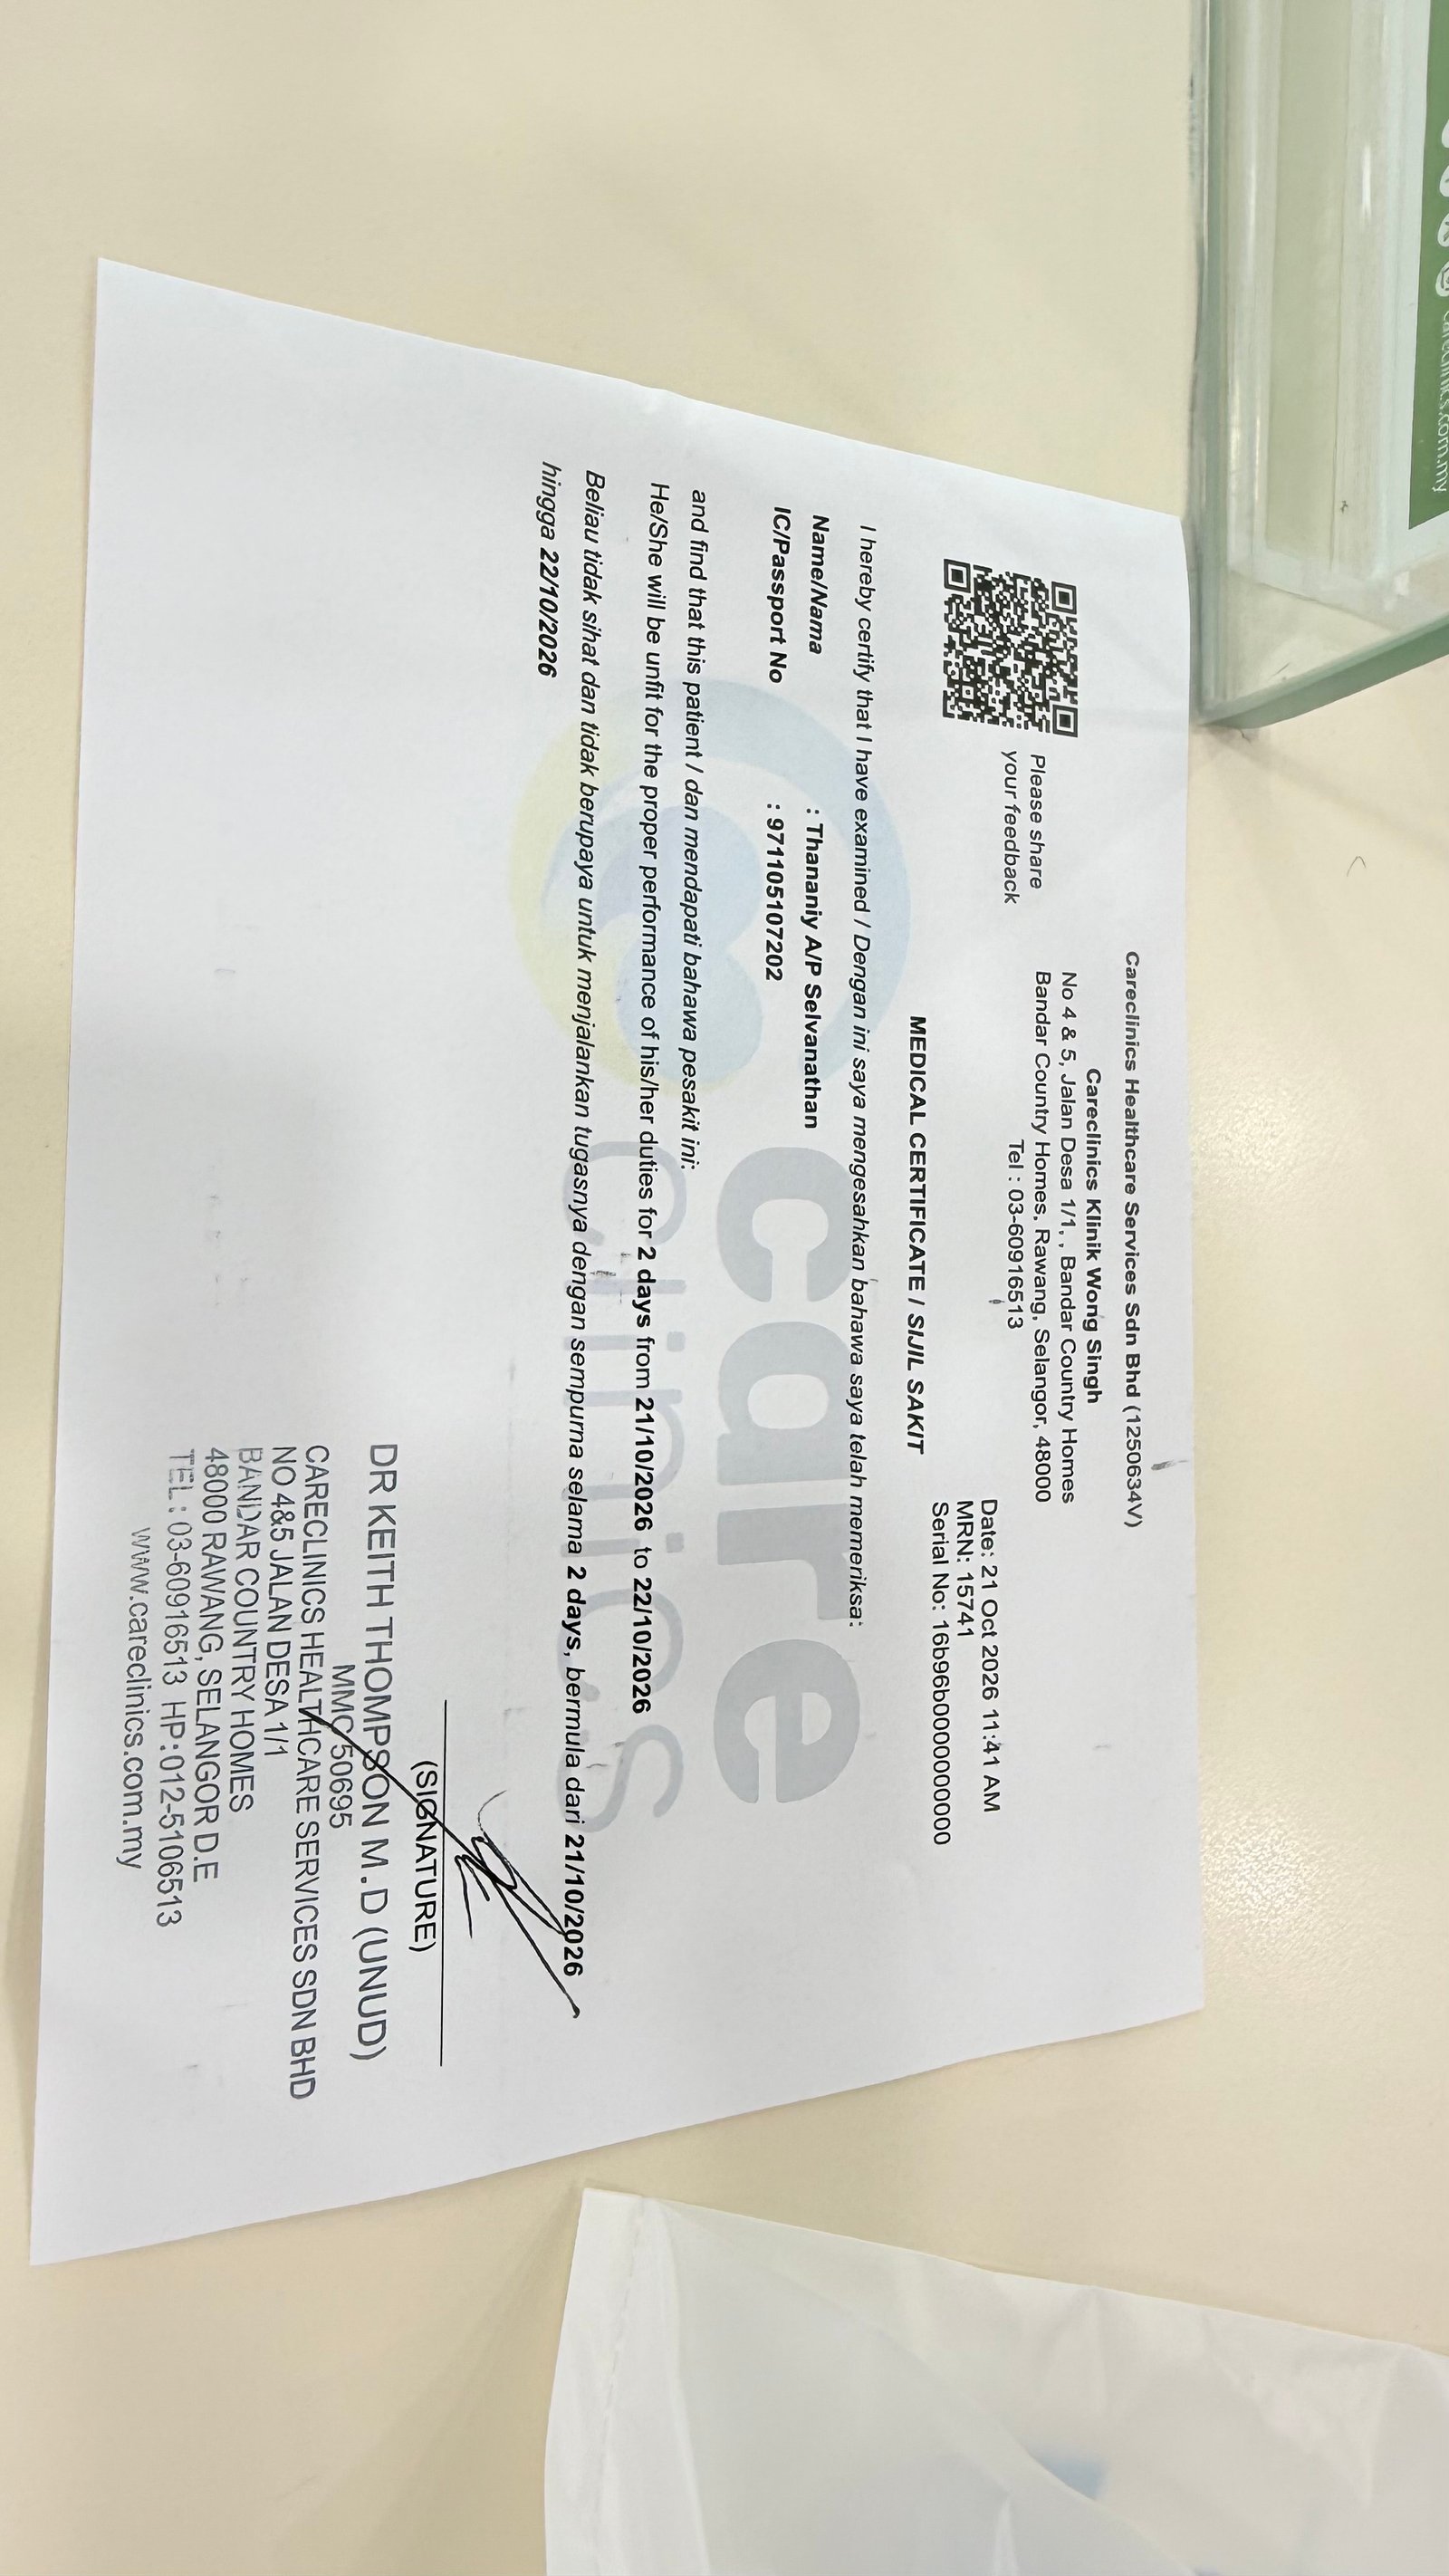 Careclinics Healthcare Services Sdn Bhd (1250634V)
Careclinics Klinik Wong Singh
No 4 & 5, Jalan Desa 1/1, , Bandar Country Homes
Bandar Country Homes, Rawang, Selangor, 48000
Tel : 03-60916513
Please share
your feedback
Date: 21 Oct 2026 11:41 AM
MRN: 15741
Serial No: 16b96b00000000000
MEDICAL CERTIFICATE / SIJIL SAKIT
I hereby certify that I have examined / Dengan ini saya mengesahkan bahawa saya telah memeriksa:
Name/Nama : Thananiy A/P Selvanathan
IC/Passport No : 971105107202
and find that this patient / dan mendapati bahawa pesakit ini:
He/She will be unfit for the proper performance of his/her duties for 2 days from 21/10/2026 to 22/10/2026
Beliau tidak sihat dan tidak berupaya untuk menjalankan tugasnya dengan sempurna selama 2 days, bermula dari 21/10/2026
hingga 22/10/2026
care
clinics
(SIGNATURE)
DR KEITH THOMPSON M.D (UNUD)
MMC 50695
CARECLINICS HEALTHCARE SERVICES SDN BHD
NO 4&5 JALAN DESA 1/1
BANDAR COUNTRY HOMES
48000 RAWANG, SELANGOR D.E
TEL : 03-60916513 HP:012-5106513
www.careclinics.com.my
careclinics.com.my